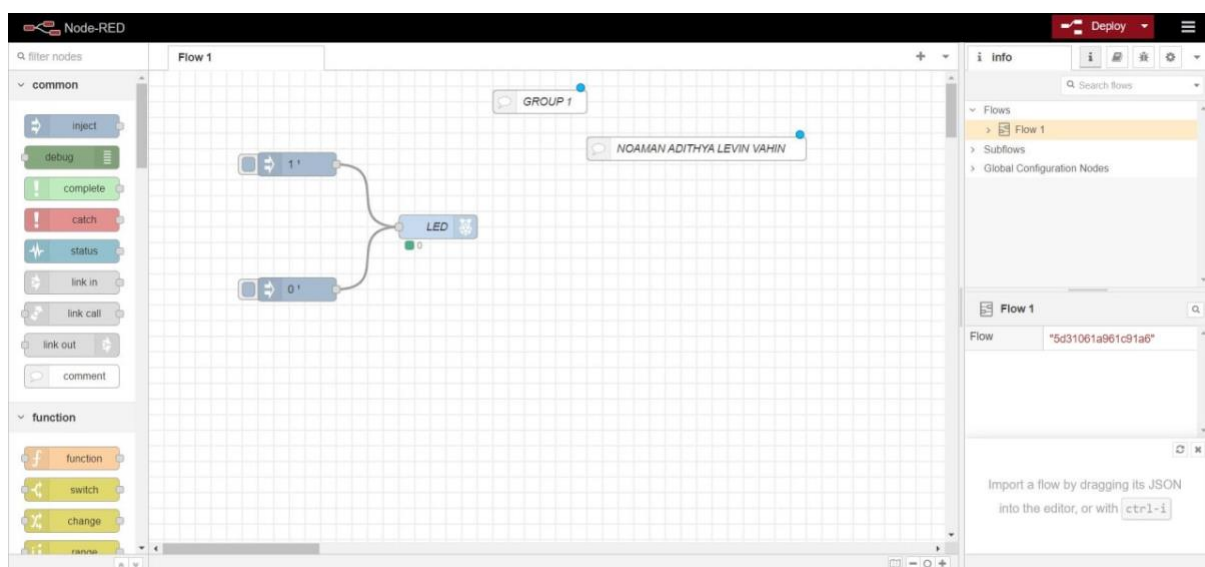 Node-RED
Deploy
filter nodes
Flow 1
info
Search flows
common
inject
debug
complete
catch
status
link in
link call
link out
comment
function
function
switch
change
range
GROUP 1
NOAMAN ADITHYA LEVIN VAHIN
1 '
LED
0
0 '
Flows
Flow 1
Subflows
Global Configuration Nodes
Flow 1
Flow "5d31061a961c91a6"
Import a flow by dragging its JSON
into the editor, or with ctrl-i